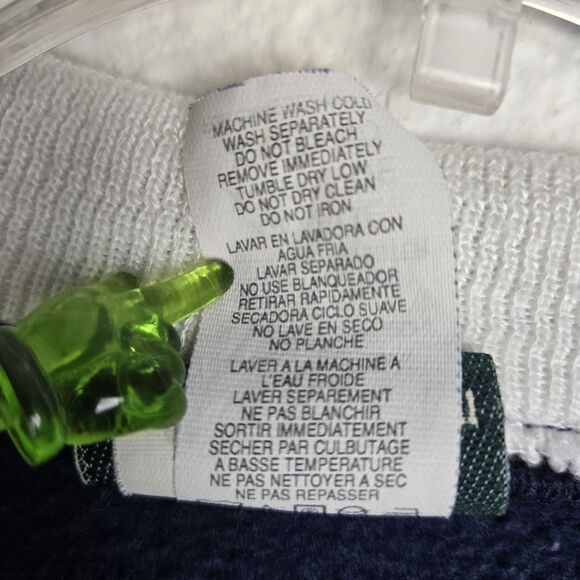 MACHINE WASH COLD
WASH SEPARATELY
DO NOT BLEACH
REMOVE IMMEDIATELY
TUMBLE DRY LOW
DO NOT DRY CLEAN
DO NOT IRON
LAVAR EN LAVADORA CON
AGUA FRIA
LAVAR SEPARADO
NO USE BLANQUEADOR
RETIRAR RAPIDAMENTE
SECADORA CICLO SUAVE
NO LAVE EN SECO
NO PLANCHE
LAVER A LA MACHINE A
L'EAU FROIDE
LAVER SEPAREMENT
NE PAS BLANCHIR
SORTIR IMMEDIATEMENT
SECHER PAR CULBUTAGE
A BASSE TEMPERATURE
NE PAS NETTOYER A SEC
NE PAS REPASSER